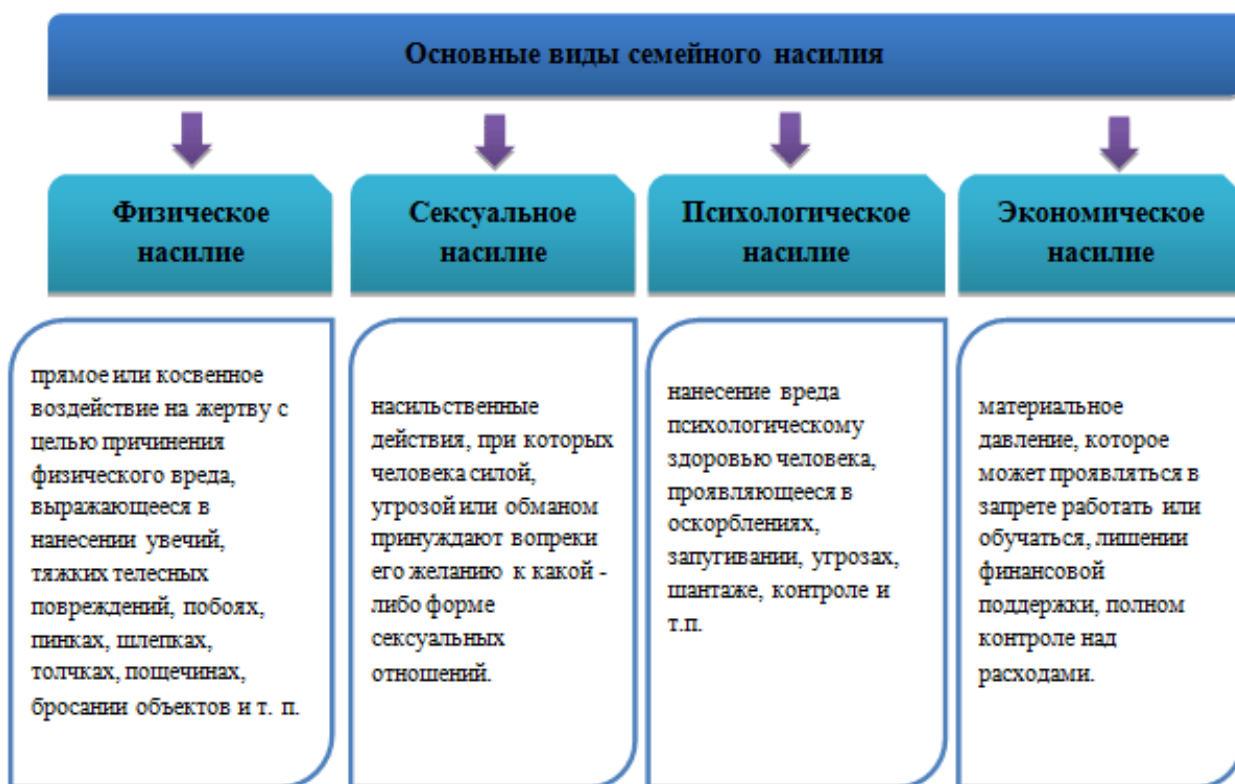 Основные виды семейного насилия
Физическое
насилие
прямое или косвенное
воздействие на жертву с
целью причинения
физического вреда,
выражающееся в
нанесении увечий,
тяжких телесных
повреждений, побоях,
пинках, шлепках,
толчках, пощечинах,
бросании объектов и т. п.
Сексуальное
насилие
насильственные
действия, при которых
человека силой,
угрозой или обманом
принуждают вопреки
его желанию к какой -
либо форме
сексуальных
отношений.
Психологическое
насилие
нанесение вреда
психологическому
здоровью человека,
проявляющееся в
оскорблениях,
запугивании, угрозах,
шантаже, контроле и
т.п.
Экономическое
насилие
материальное
давление, которое
может проявляться в
запрете работать или
обучаться, лишении
финансовой
поддержки, полном
контроле над
расходами.